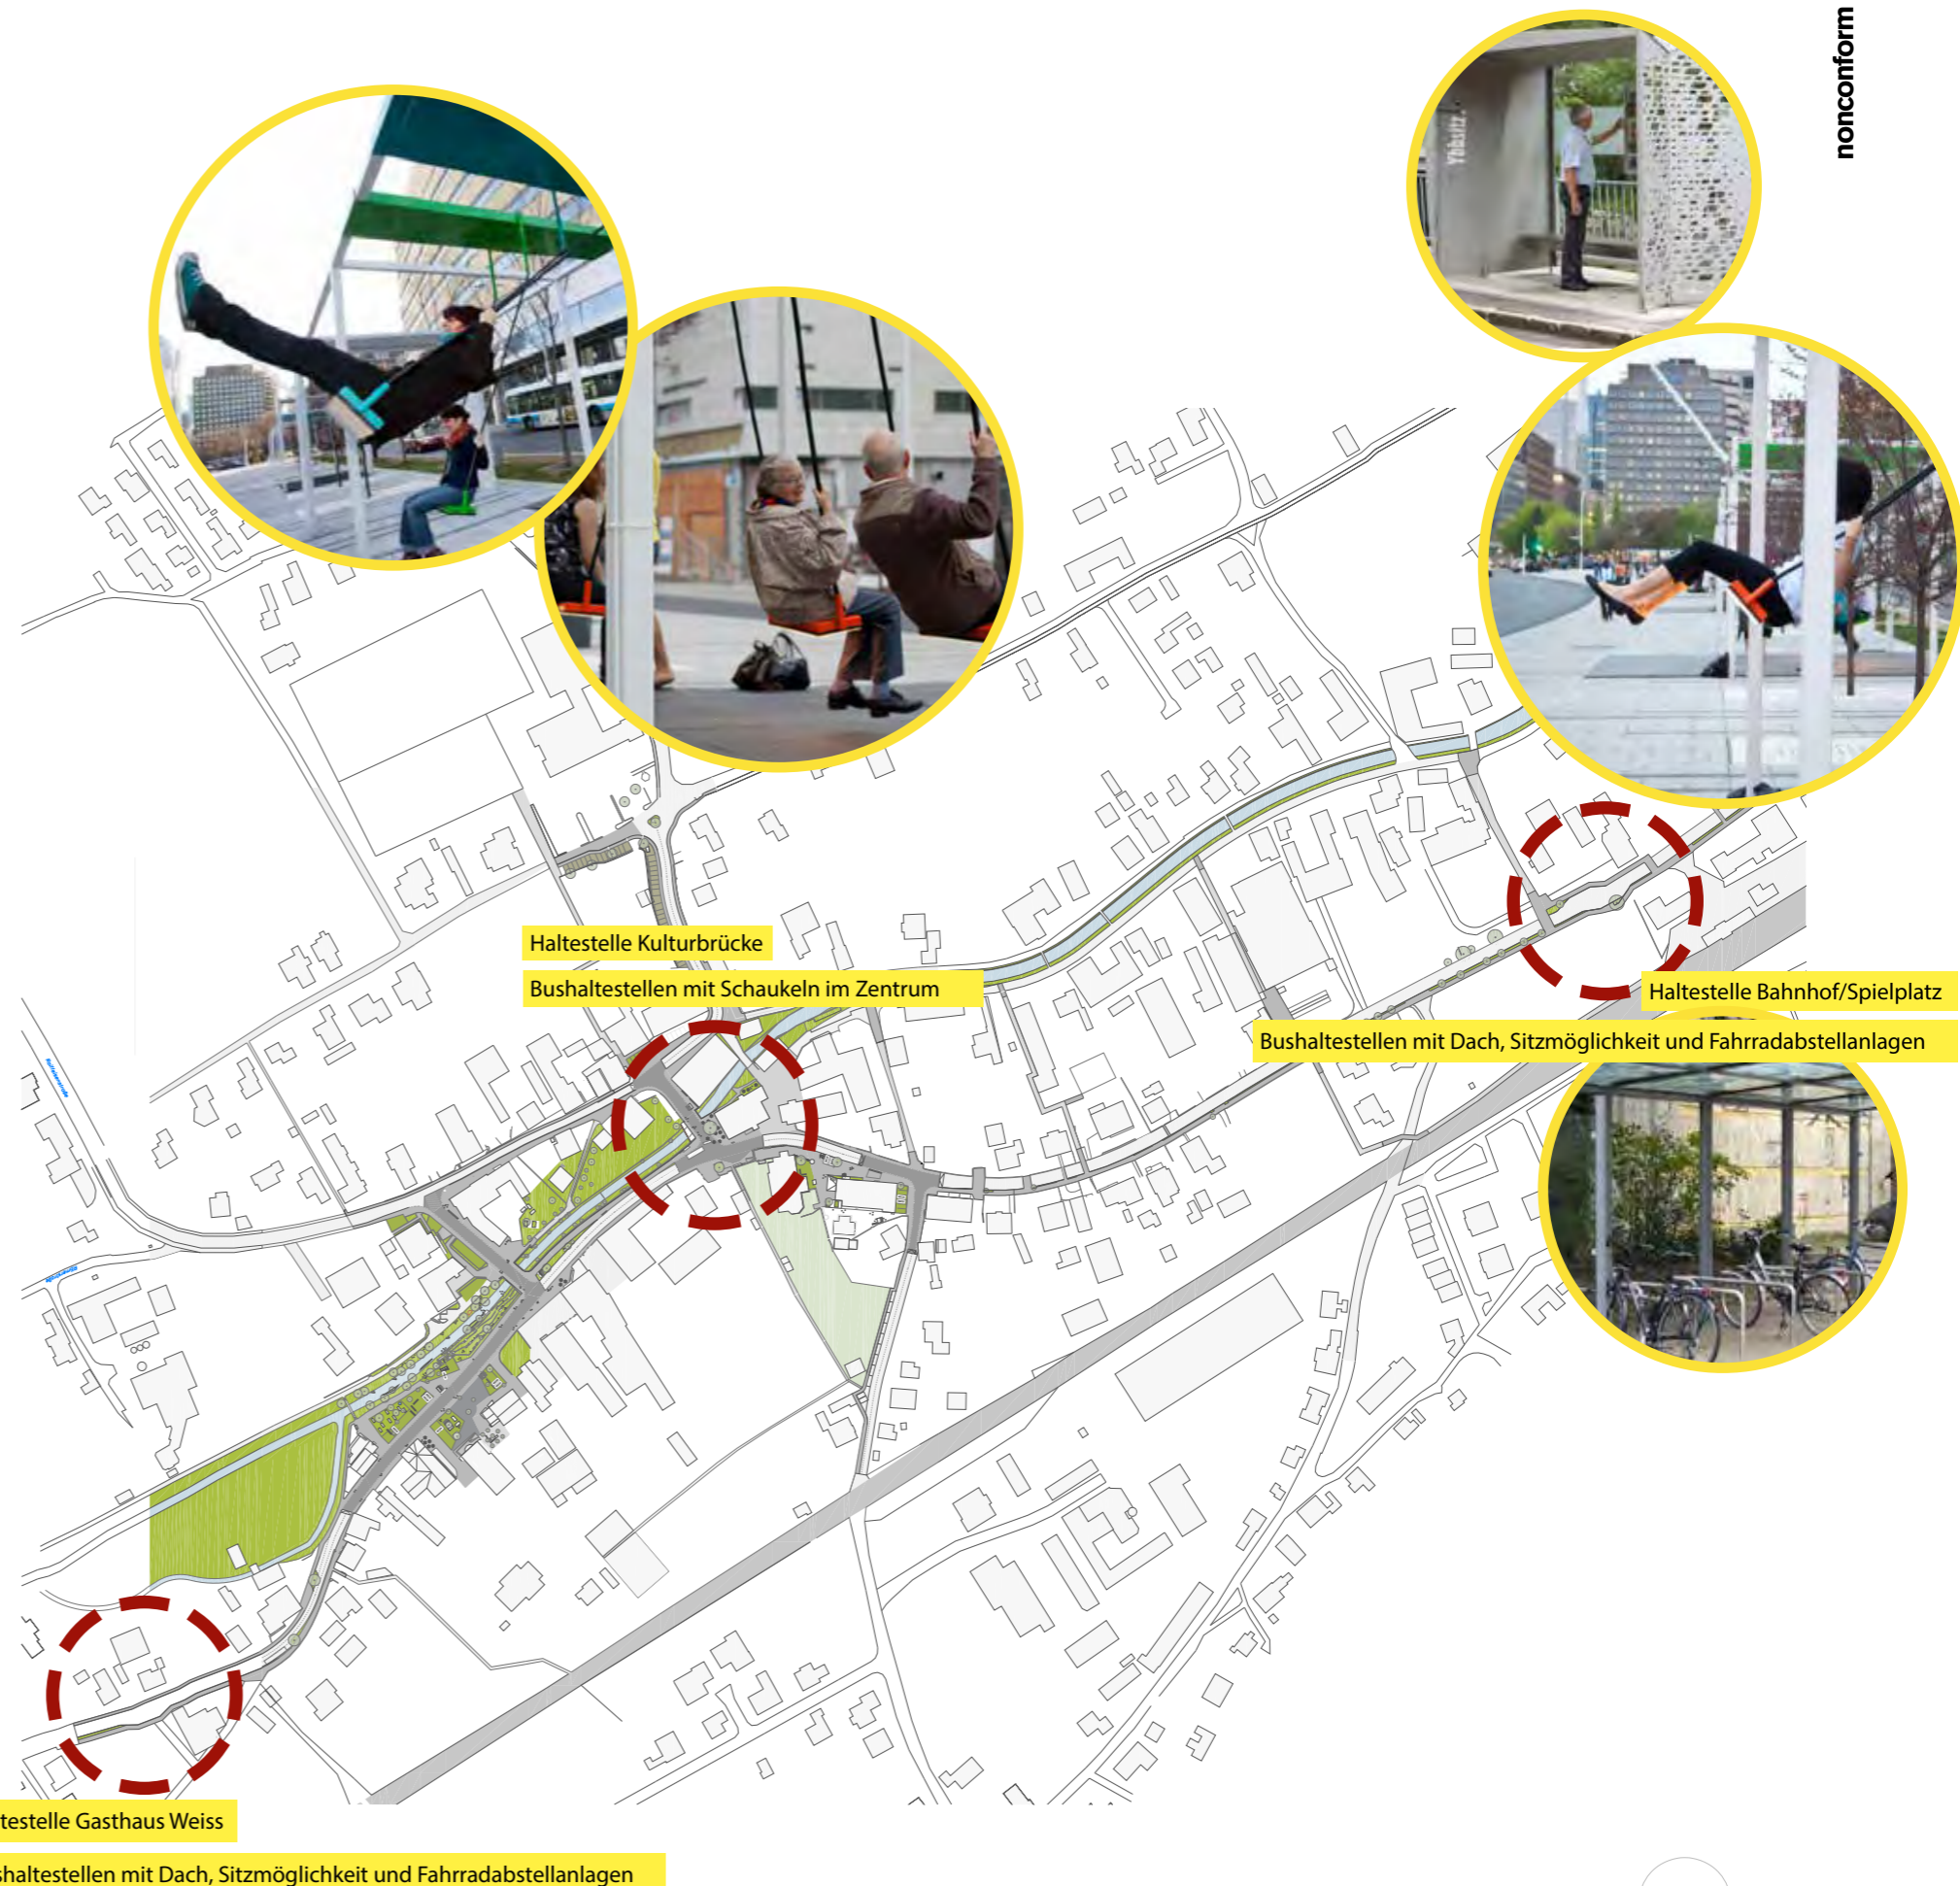 nonconform
Ybbsitz.
Haltestelle Kulturbrücke
Bushaltestellen mit Schaukeln im Zentrum
Haltestelle Bahnhof/Spielplatz
Bushaltestellen mit Dach, Sitzmöglichkeit und Fahrradabstellanlagen
testelle Gasthaus Weiss
shaltestellen mit Dach, Sitzmöglichkeit und Fahrradabstellanlagen